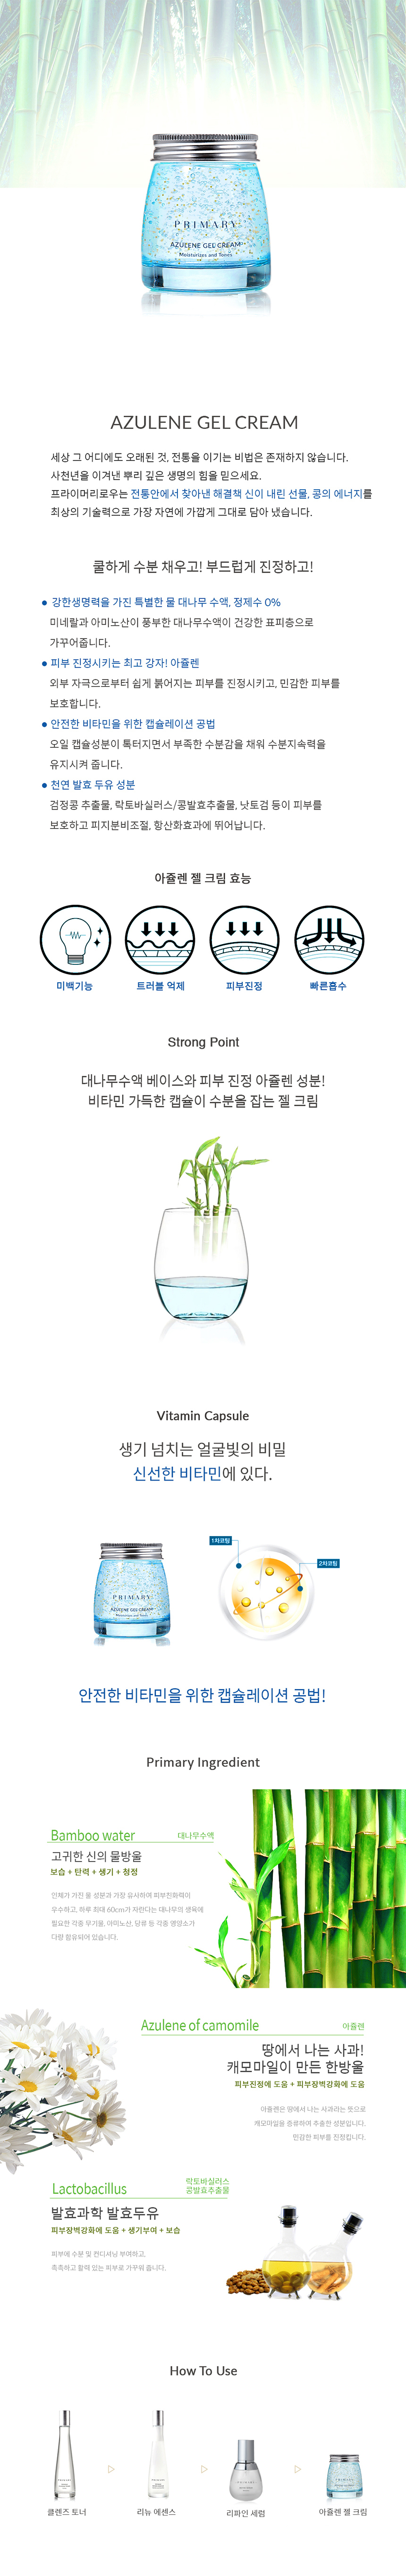 PRIMARY
AZULENE GEL CREAM
Moisturizes and Tones
AZULENE GEL CREAM
세상 그 어디에도 오래된 것, 전통을 이기는 비법은 존재하지 않습니다.
사천년을 이겨낸 뿌리 깊은 생명의 힘을 믿으세요.
프라이머리로우는 전통안에서 찾아낸 해결책 신이 내린 선물, 콩의 에너지를
최상의 기술력으로 가장 자연에 가깝게 그대로 담아 냈습니다.
쿨하게 수분 채우고! 부드럽게 진정하고!
● 강한생명력을 가진 특별한 물 대나무 수액, 정제수 0%
미네랄과 아미노산이 풍부한 대나무수액이 건강한 표피층으로
가꾸어줍니다.
● 피부 진정시키는 최고 강자! 아줄렌
외부 자극으로부터 쉽게 붉어지는 피부를 진정시키고, 민감한 피부를
보호합니다.
● 안전한 비타민을 위한 캡슐레이션 공법
오일 캡슐성분이 톡터지면서 부족한 수분감을 채워 수분지속력을
유지시켜 줍니다.
● 천연 발효 두유 성분
검정콩 추출물, 락토바실러스/콩발효추출물, 낫토검 등이 피부를
보호하고 피지분비조절, 항산화효과에 뛰어납니다.
아쥴렌 젤 크림 효능
미백기능
트러블 억제
피부진정
빠른흡수
Strong Point
대나무수액 베이스와 피부 진정 아쥴렌 성분!
비타민 가득한 캡슐이 수분을 잡는 젤 크림
Vitamin Capsule
생기 넘치는 얼굴빛의 비밀
신선한 비타민에 있다.
1차코팅
2차코팅
PRIMARY
AZULENE GEL CREAM
Moisturizes and Tones
안전한 비타민을 위한 캡슐레이션 공법!
Primary Ingredient
Bamboo water 대나무수액
고귀한 신의 물방울
보습 + 탄력 + 생기 + 청정
인체가 가진 물 성분과 가장 유사하여 피부친화력이
우수하고, 하루 최대 60cm가 자란다는 대나무의 생육에
필요한 각종 무기물, 아미노산, 당류 등 각종 영양소가
다량 함유되어 있습니다.
Azulene of camomile 아쥴렌
땅에서 나는 사과!
캐모마일이 만든 한방울
피부진정에 도움 + 피부장벽강화에 도움
아쥴렌은 땅에서 나는 사과라는 뜻으로
캐모마일을 증류하여 추출한 성분입니다.
민감한 피부를 진정킵니다.
Lactobacillus
락토바실러스
콩발효추출물
발효과학 발효두유
피부장벽강화에 도움 + 생기부여 + 보습
피부에 수분 및 컨디셔닝 부여하고,
촉촉하고 활력 있는 피부로 가꾸워 줍니다.
How To Use
클렌즈 토너
리뉴 에센스
리파인 세럼
아쥴렌 젤 크림